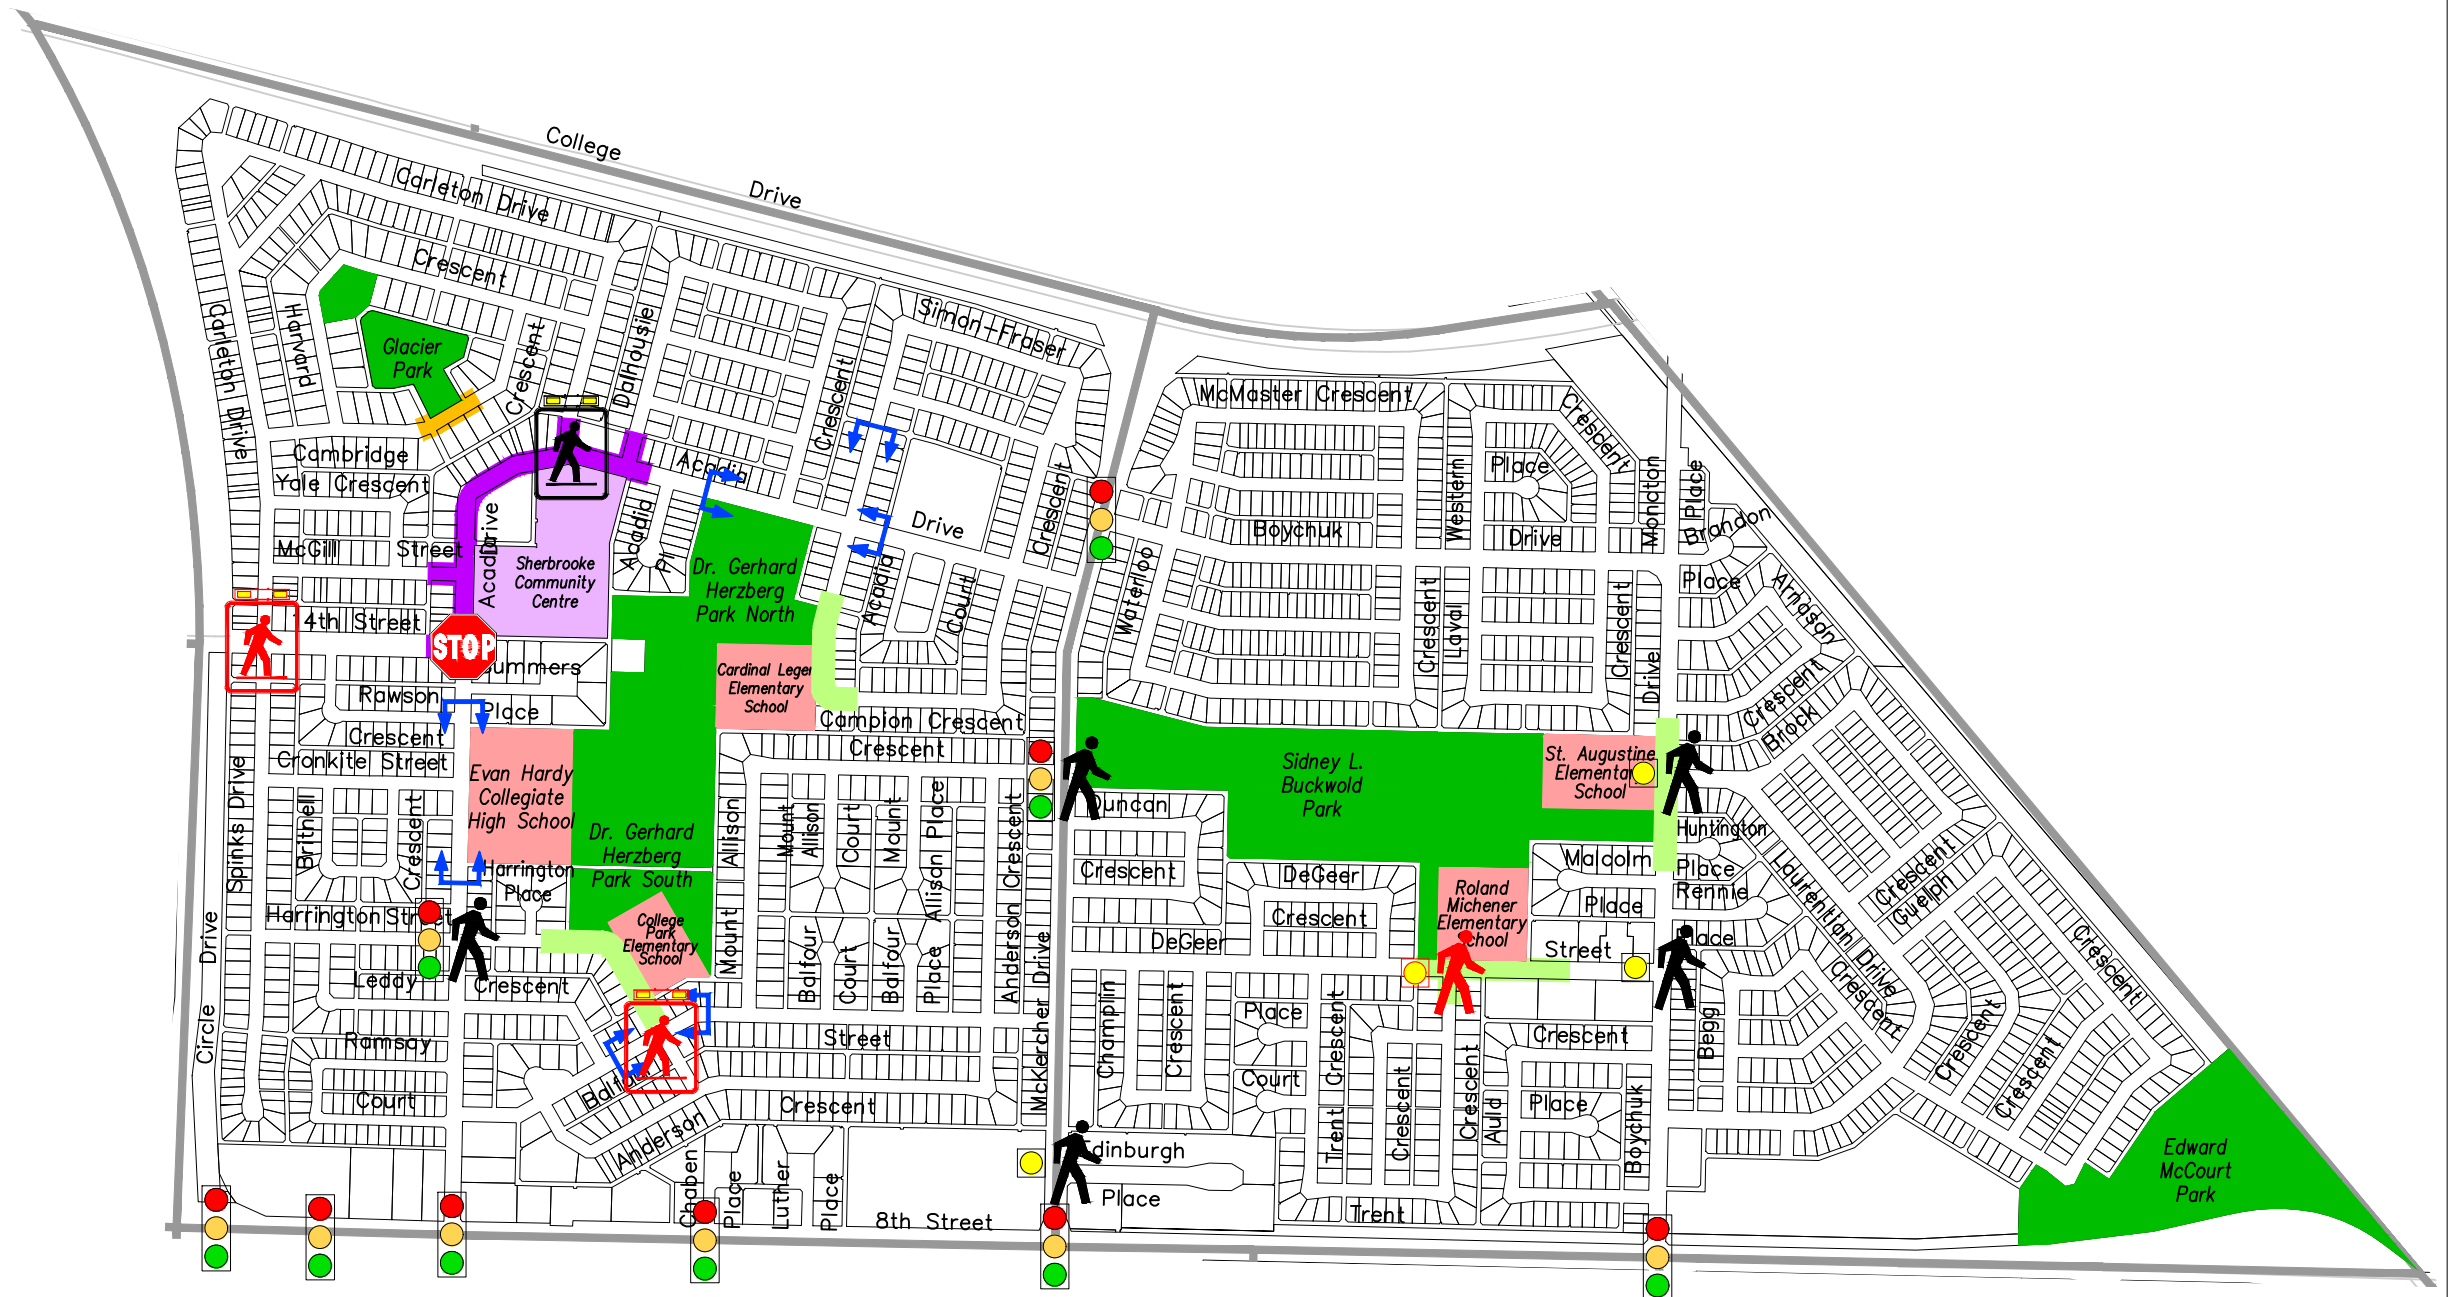 College
Drive
Carleton Drive
Crescent
Simon-Fraser
Carleton Drive
Harvard
Glacier
Park
Crescent
Dalhousie
Crescent
McMaster Crescent
Crescent
Cambridge
Yale Crescent
Acadia
Drive
Crescent
Place
Western
Moncton
Place
Brandon
McGill
Street
Acadia
Drive
Acadia
Pl
Boychuk
Drive
Sherbrooke
Community
Centre
Dr. Gerhard
Herzberg
Park North
Acadia
Court
Waterloo
Crescent
Laval
Crescent
Drive
Place
Arnason
14th Street
STOP
Summers
Rawson
Place
Crescent
Cronkite Street
Cardinal Leger
Elementary
School
Campion Crescent
Crescent
Crescent
Brock
Evan Hardy
Collegiate
High School
Sidney L.
Buckwold
Park
St. Augustine
Elementary
School
Spinks Drive
Britnell
Crescent
Dr. Gerhard
Herzberg
Park South
Mount
Allison
Mount
Allison
Court
Mount
Allison Place
Anderson Crescent
Duncan
Crescent
Huntington
Place
Malcolm
Place
Rennie
Place
Laurentian Drive
Crescent
Crescent
Guelph
Crescent
Harrington
Place
Harrington Street
DeGeer
Crescent
DeGeer
Street
Roland
Michener
Elementary
School
College
Park
Elementary
School
Balfour
Court
Balfour
Place
McKercher Drive
Circle
Drive
Leddy
Crescent
Ramsay
Court
Street
Balfour
Crescent
Anderson
Champlin
Crescent
Place
Court
Trent
Crescent
Trent
Crescent
Crescent
Auld
Crescent
Place
Boychuk
Begg
Crescent
Crescent
Chaben
Place
Luther
Place
8th Street
Edinburgh
Place
Trent
Edward
McCourt
Park